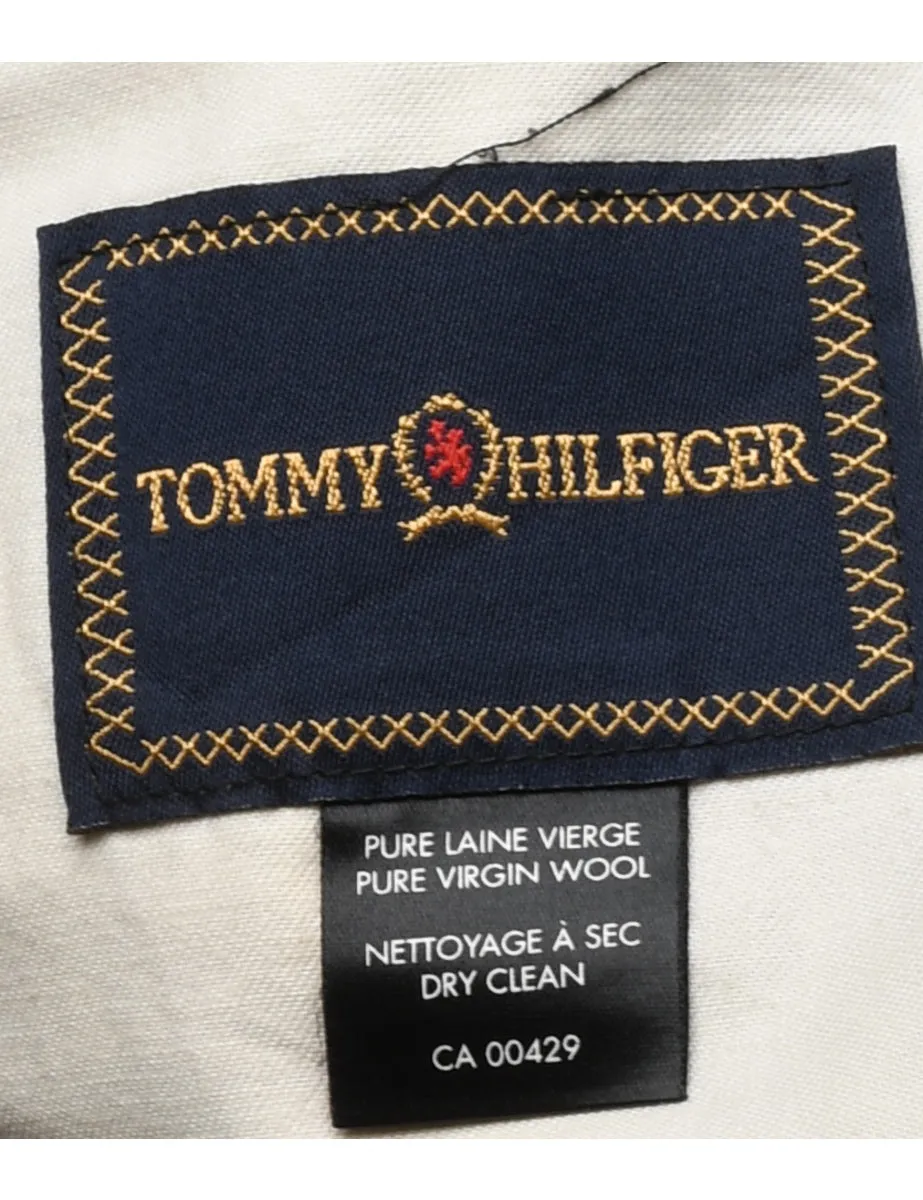 TOMMY HILFIGER
PURE LAINE VIERGE
PURE VIRGIN WOOL
NETTOYAGE À SEC
DRY CLEAN
CA 00429